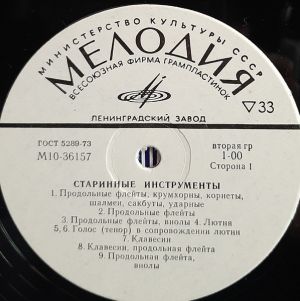 МИНИСТЕРСТВО КУЛЬТУРЫ СССР
МЕЛОДИЯ
ВСЕСОЮЗНАЯ ФИРМА ГРАМПЛАСТИНОК
ЛЕНИНГРАДСКИЙ ЗАВОД
▽33
ГОСТ 5289-73
М10-36157
вторая гр
1-00
Сторона 1
СТАРИННЫЕ ИНСТРУМЕНТЫ
1. Продольные флейты, крумхорны, корнеты,
шалмеи, сакбуты, ударные
2. Продольные флейты
3. Продольные флейты, виолы 4. Лютня
5, 6. Голос (тенор) в сопровождении лютни
7. Клавесин
8. Клавесин, продольная флейта
9. Продольная флейта,
виолы